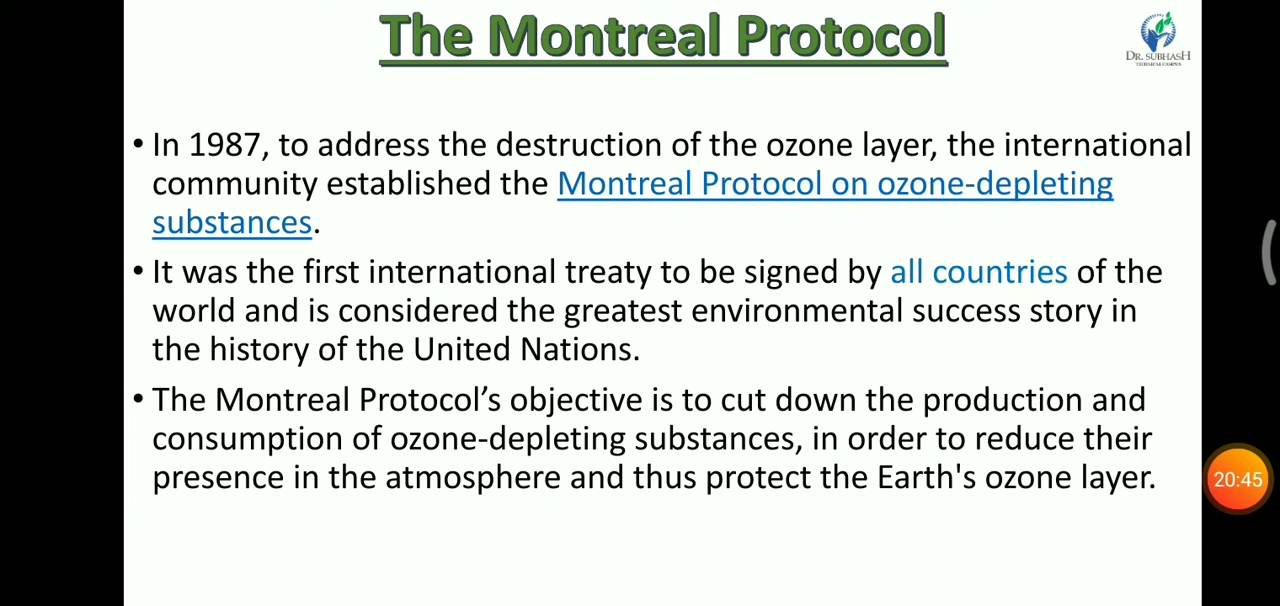 The Montreal Protocol
DR. SUBHASH
TECHNICAL CAMPUS
• In 1987, to address the destruction of the ozone layer, the international
community established the Montreal Protocol on ozone-depleting
substances.
• It was the first international treaty to be signed by all countries of the
world and is considered the greatest environmental success story in
the history of the United Nations.
• The Montreal Protocol’s objective is to cut down the production and
consumption of ozone-depleting substances, in order to reduce their
presence in the atmosphere and thus protect the Earth's ozone layer.
20:45